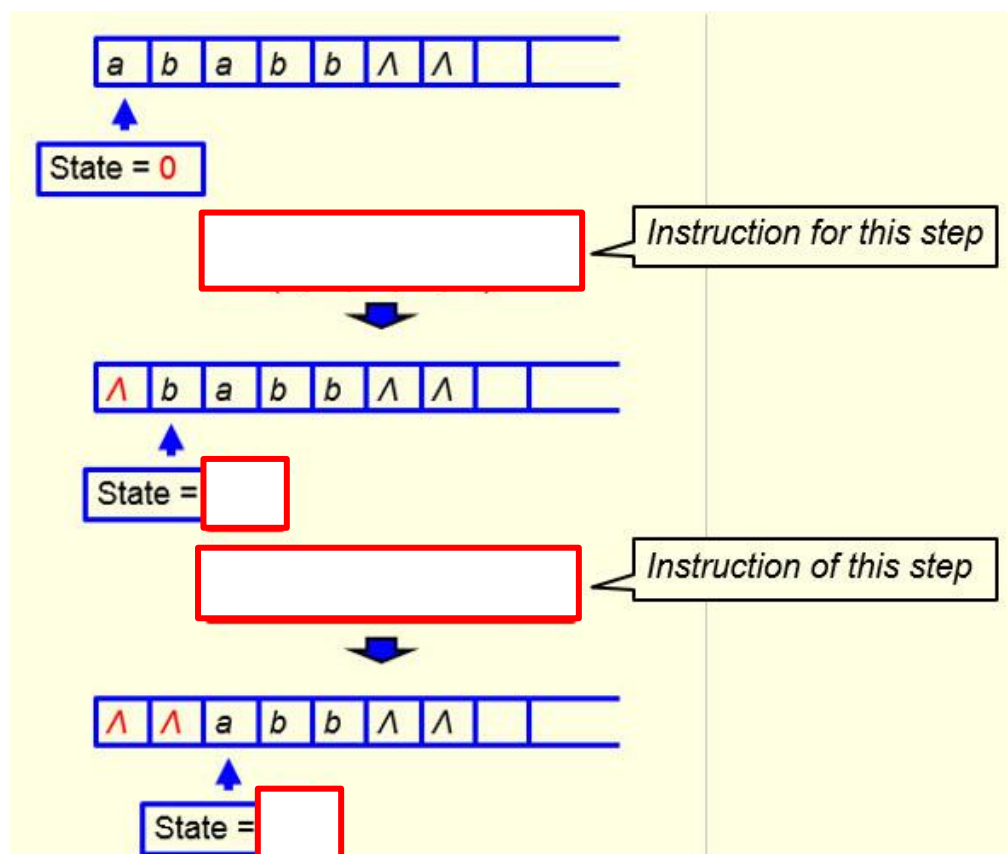 a b a b b Λ Λ
State = 0
Instruction for this step
Λ b a b b Λ Λ
State =
Instruction of this step
Λ Λ a b b Λ Λ
State =